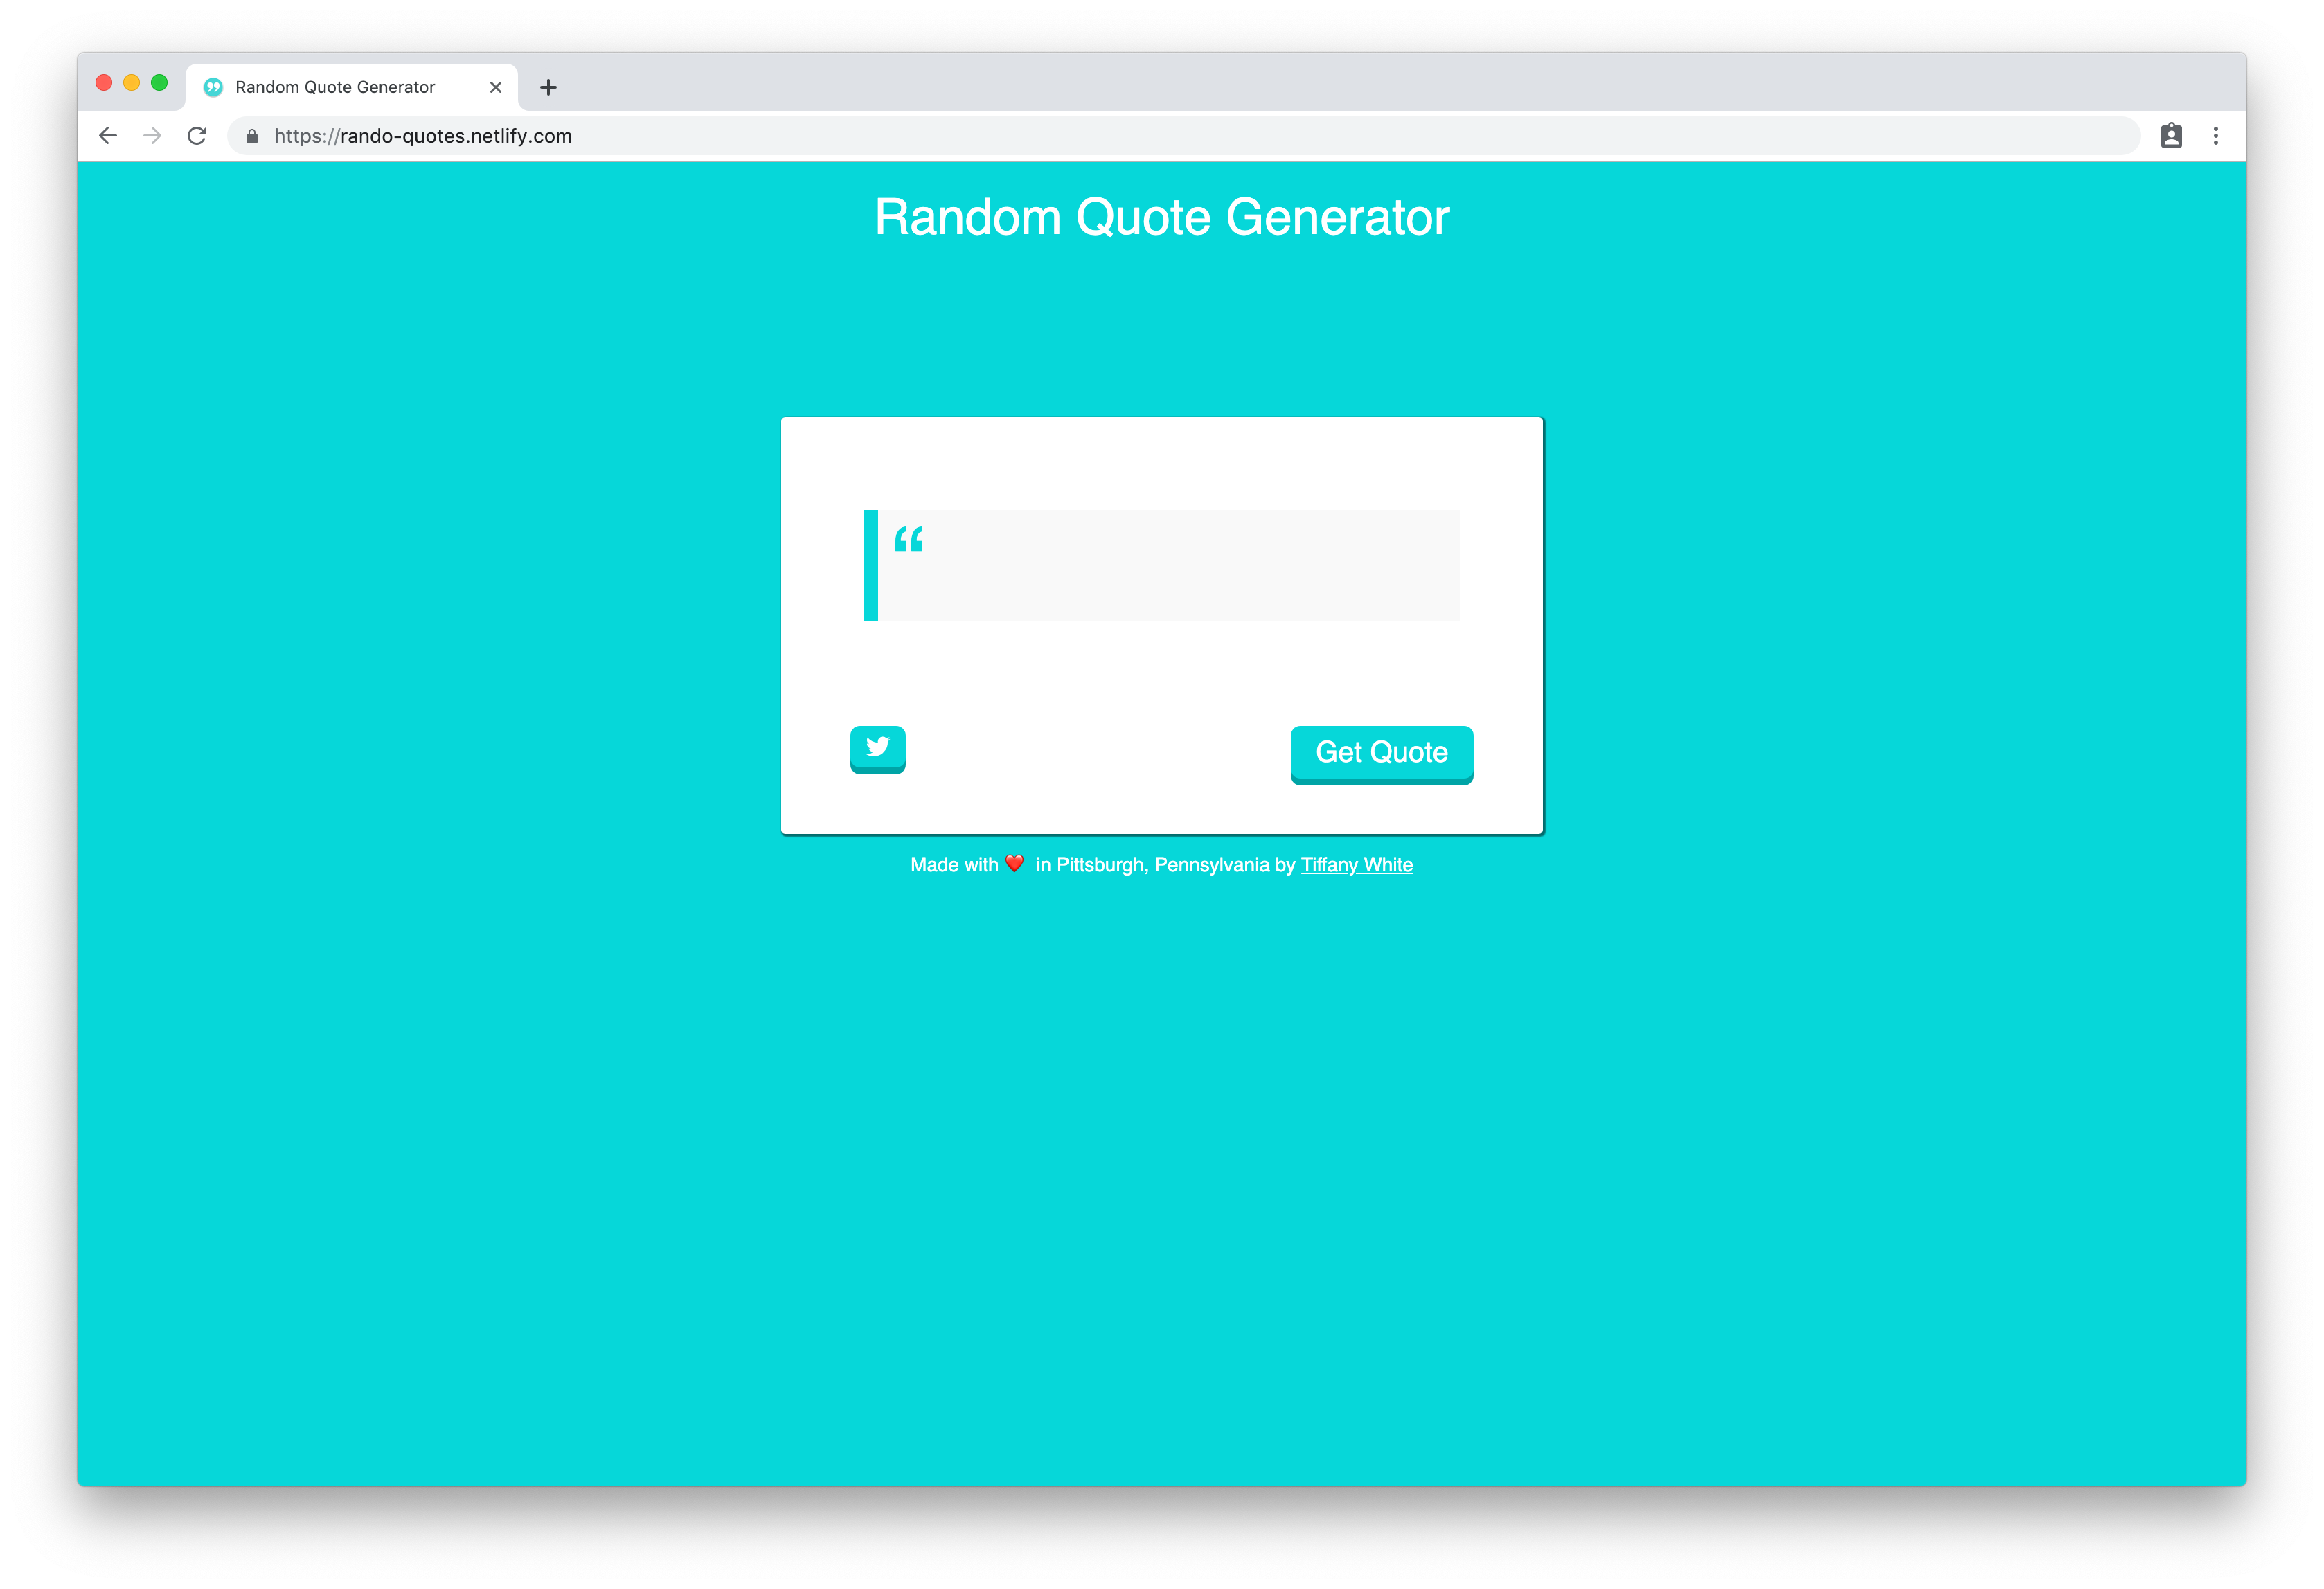 Random Quote Generator
https://rando-quotes.netlify.com
Random Quote Generator
“
Get Quote
Made with ❤️ in Pittsburgh, Pennsylvania by Tiffany White